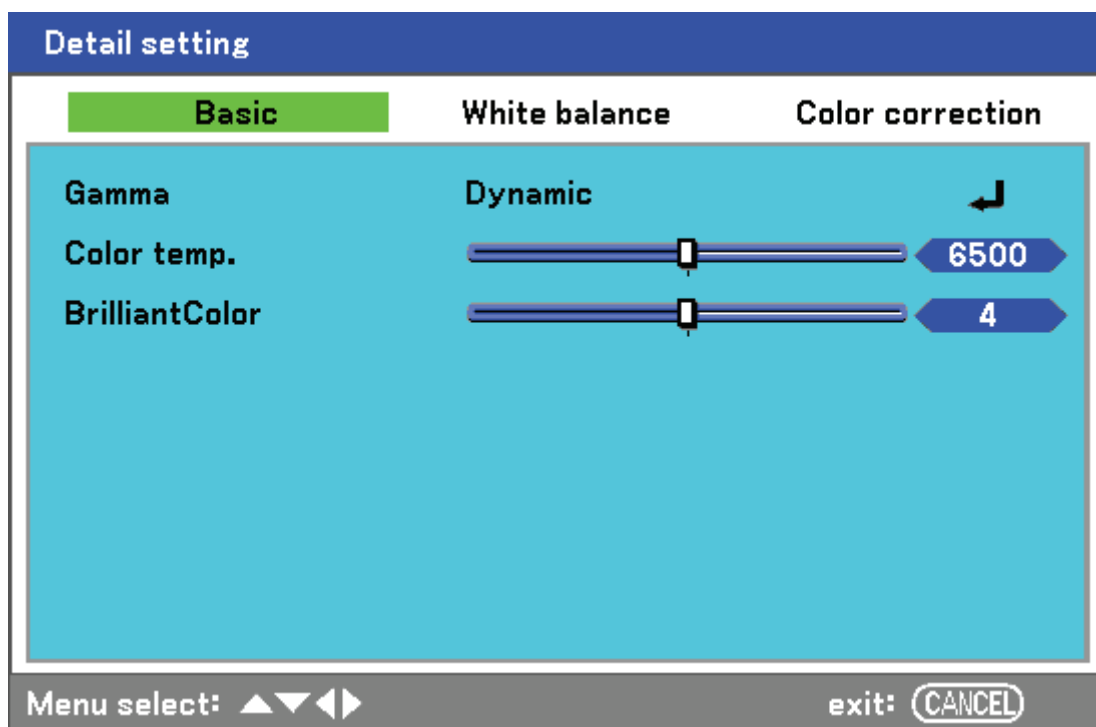 Detail setting
Basic White balance Color correction
Gamma Dynamic
Color temp. 6500
BrilliantColor 4
Menu select: exit: CANCEL